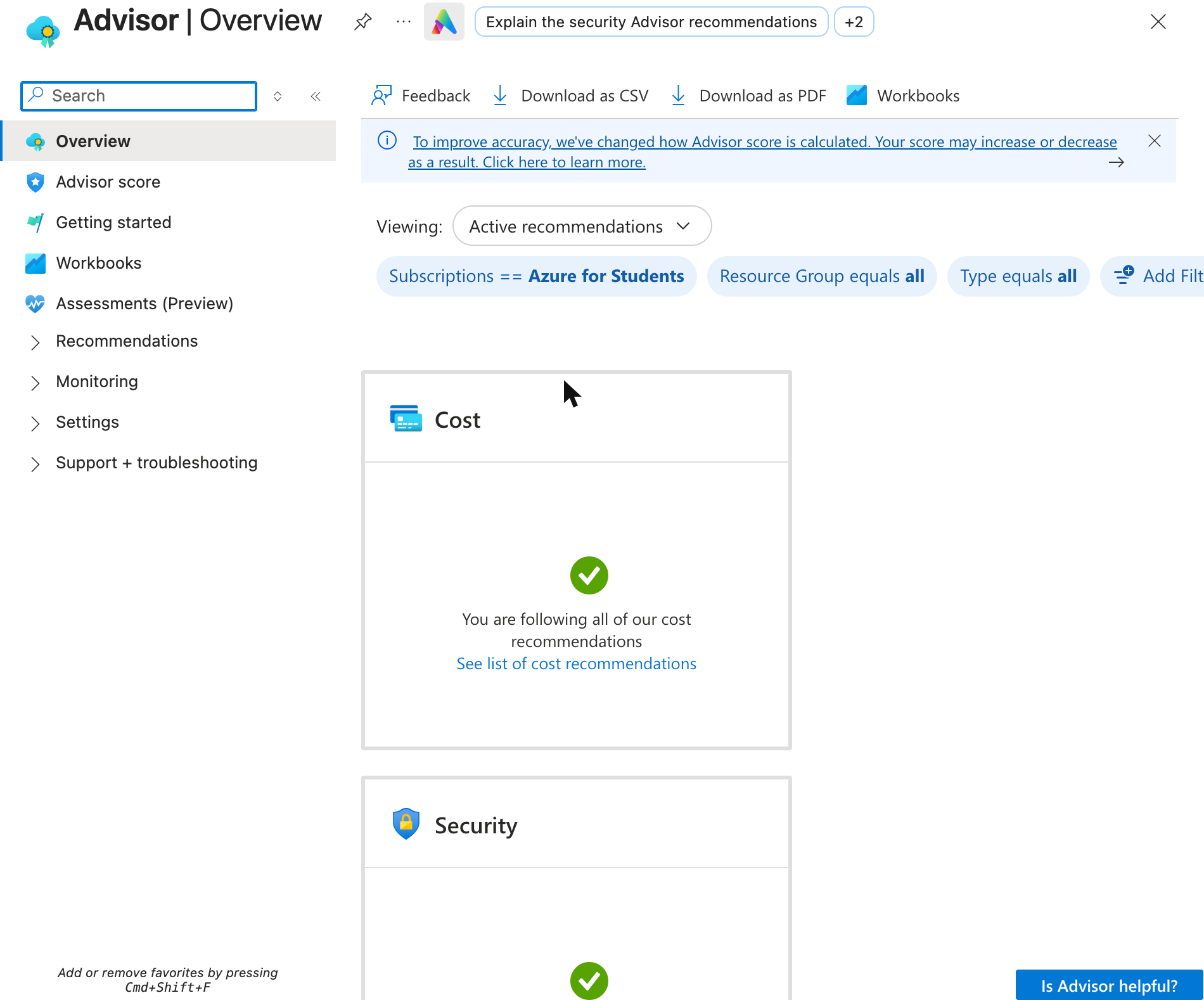 Advisor | Overview
Explain the security Advisor recommendations
+2
Search
Overview
Advisor score
Getting started
Workbooks
Assessments (Preview)
Recommendations
Monitoring
Settings
Support + troubleshooting
Add or remove favorites by pressing
Cmd+Shift+F
Feedback
Download as CSV
Download as PDF
Workbooks
To improve accuracy, we've changed how Advisor score is calculated. Your score may increase or decrease
as a result. Click here to learn more.
Viewing:
Active recommendations
Subscriptions == Azure for Students
Resource Group equals all
Type equals all
Add Filt
Cost
You are following all of our cost
recommendations
See list of cost recommendations
Security
Is Advisor helpful?